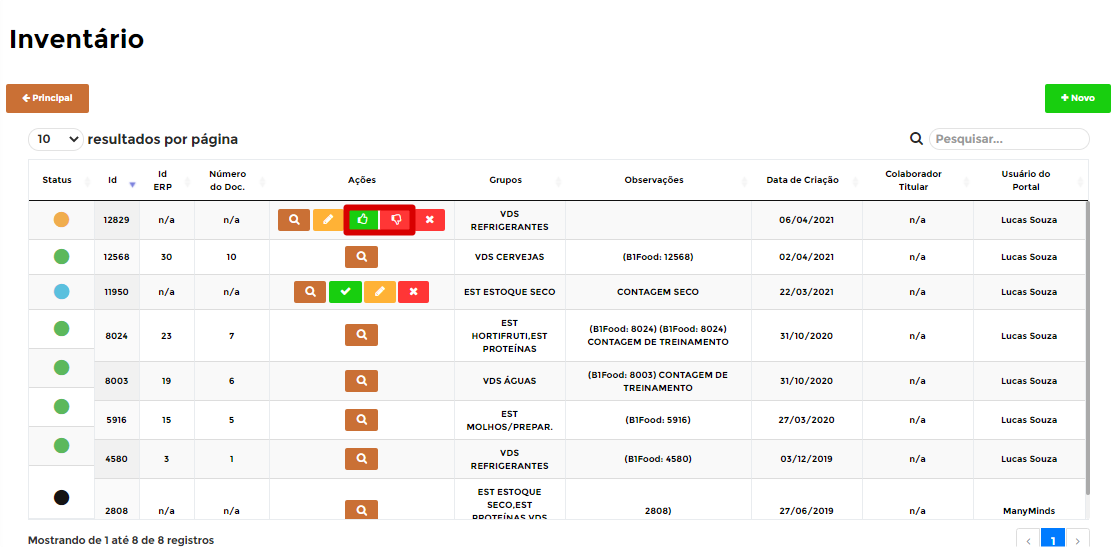 Inventário
Principal
Novo
10 resultados por página
Pesquisar...
Status Id Id ERP Número do Doc. Ações Grupos Observações Data de Criação Colaborador Titular Usuário do Portal
12829 n/a n/a VDS REFRIGERANTES 06/04/2021 n/a Lucas Souza
12568 30 10 VDS CERVEJAS (B1Food: 12568) 02/04/2021 n/a Lucas Souza
11950 n/a n/a EST ESTOQUE SECO CONTAGEM SECO 22/03/2021 n/a Lucas Souza
8024 23 7 EST HORTIFRUTI,EST PROTEÍNAS (B1Food: 8024) (B1Food: 8024) CONTAGEM DE TREINAMENTO 31/10/2020 n/a Lucas Souza
8003 19 6 VDS ÁGUAS (B1Food: 8003) CONTAGEM DE TREINAMENTO 31/10/2020 n/a Lucas Souza
5916 15 5 EST MOLHOS/PREPAR. (B1Food: 5916) 27/03/2020 n/a Lucas Souza
4580 3 1 VDS REFRIGERANTES (B1Food: 4580) 03/12/2019 n/a Lucas Souza
2808 n/a n/a EST ESTOQUE SECO,EST PROTEÍNAS,VDS 2808) 27/06/2019 n/a ManyMinds
Mostrando de 1 até 8 de 8 registros
1